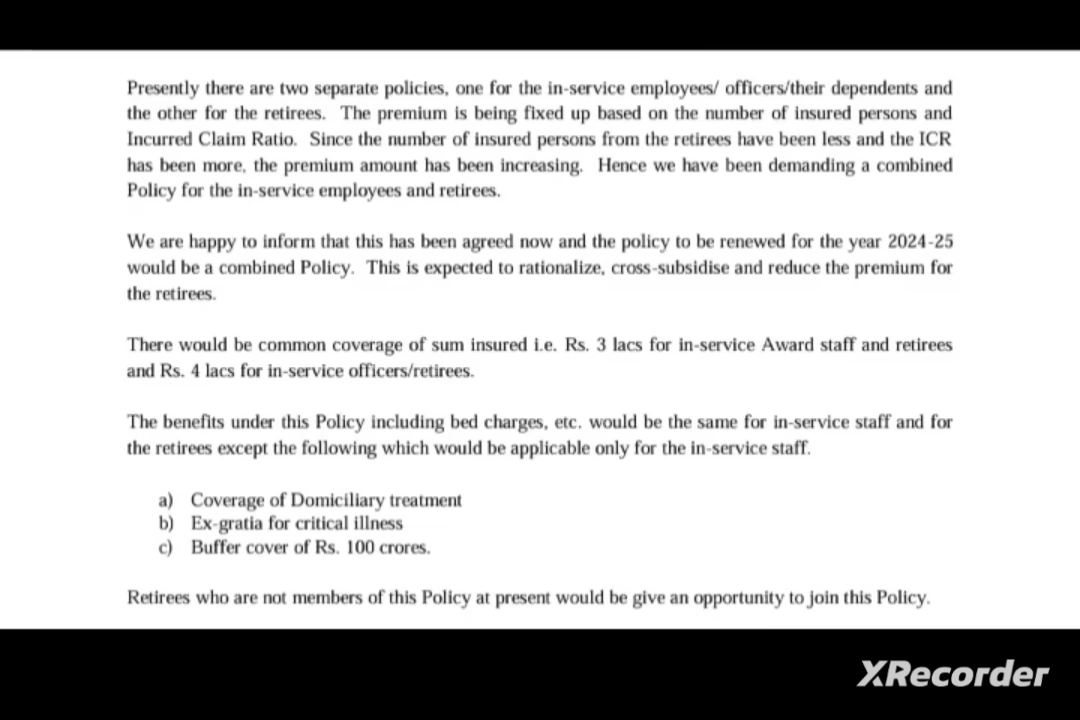 Presently there are two separate policies, one for the in-service employees/ officers/their dependents and
the other for the retirees. The premium is being fixed up based on the number of insured persons and
Incurred Claim Ratio. Since the number of insured persons from the retirees have been less and the ICR
has been more, the premium amount has been increasing. Hence we have been demanding a combined
Policy for the in-service employees and retirees.
We are happy to inform that this has been agreed now and the policy to be renewed for the year 2024-25
would be a combined Policy. This is expected to rationalize, cross-subsidise and reduce the premium for
the retirees.
There would be common coverage of sum insured i.e. Rs. 3 lacs for in-service Award staff and retirees
and Rs. 4 lacs for in-service officers/retirees.
The benefits under this Policy including bed charges, etc. would be the same for in-service staff and for
the retirees except the following which would be applicable only for the in-service staff.
a) Coverage of Domiciliary treatment
b) Ex-gratia for critical illness
c) Buffer cover of Rs. 100 crores.
Retirees who are not members of this Policy at present would be give an opportunity to join this Policy.
XRecorder